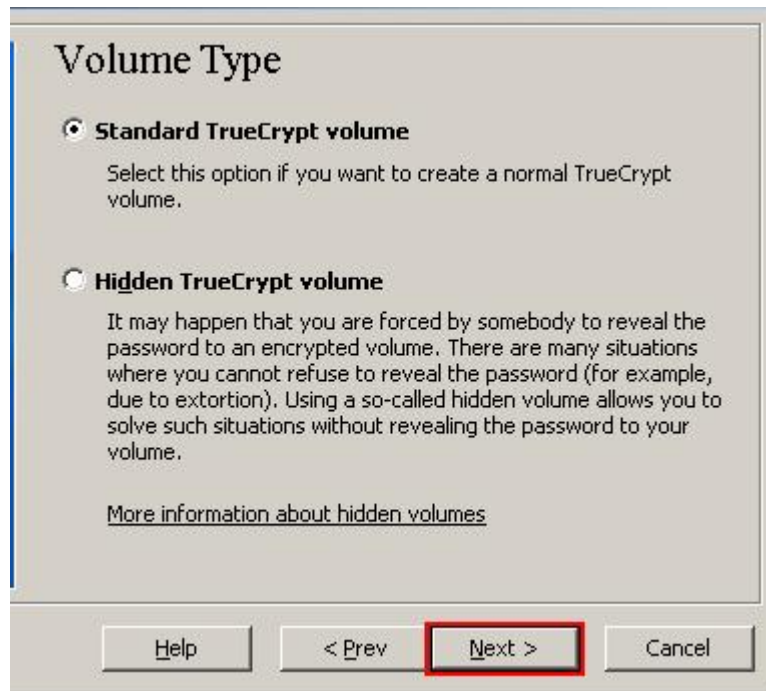 Volume Type
Standard TrueCrypt volume
Select this option if you want to create a normal TrueCrypt
volume.
Hidden TrueCrypt volume
It may happen that you are forced by somebody to reveal the
password to an encrypted volume. There are many situations
where you cannot refuse to reveal the password (for example,
due to extortion). Using a so-called hidden volume allows you to
solve such situations without revealing the password to your
volume.
More information about hidden volumes
Help < Prev Next > Cancel